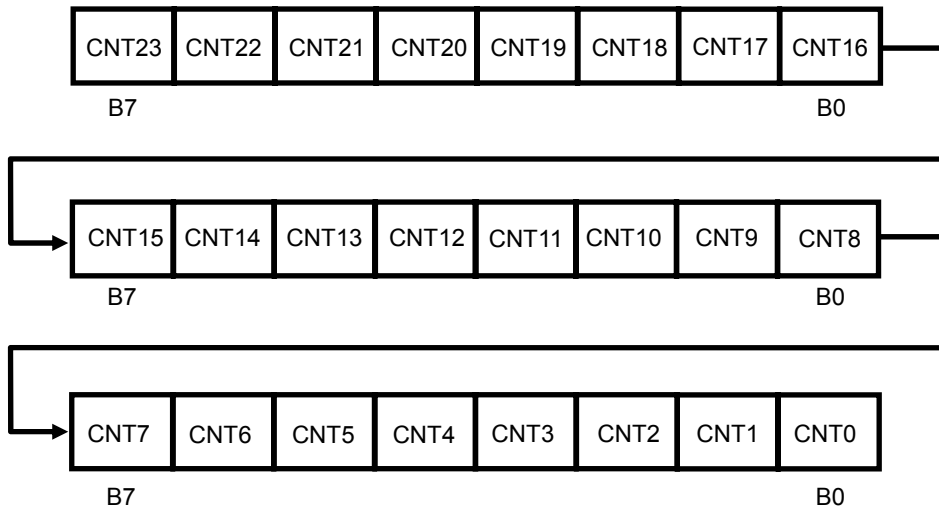 CNT23 CNT22 CNT21 CNT20 CNT19 CNT18 CNT17 CNT16
B7 B0
CNT15 CNT14 CNT13 CNT12 CNT11 CNT10 CNT9 CNT8
B7 B0
CNT7 CNT6 CNT5 CNT4 CNT3 CNT2 CNT1 CNT0
B7 B0